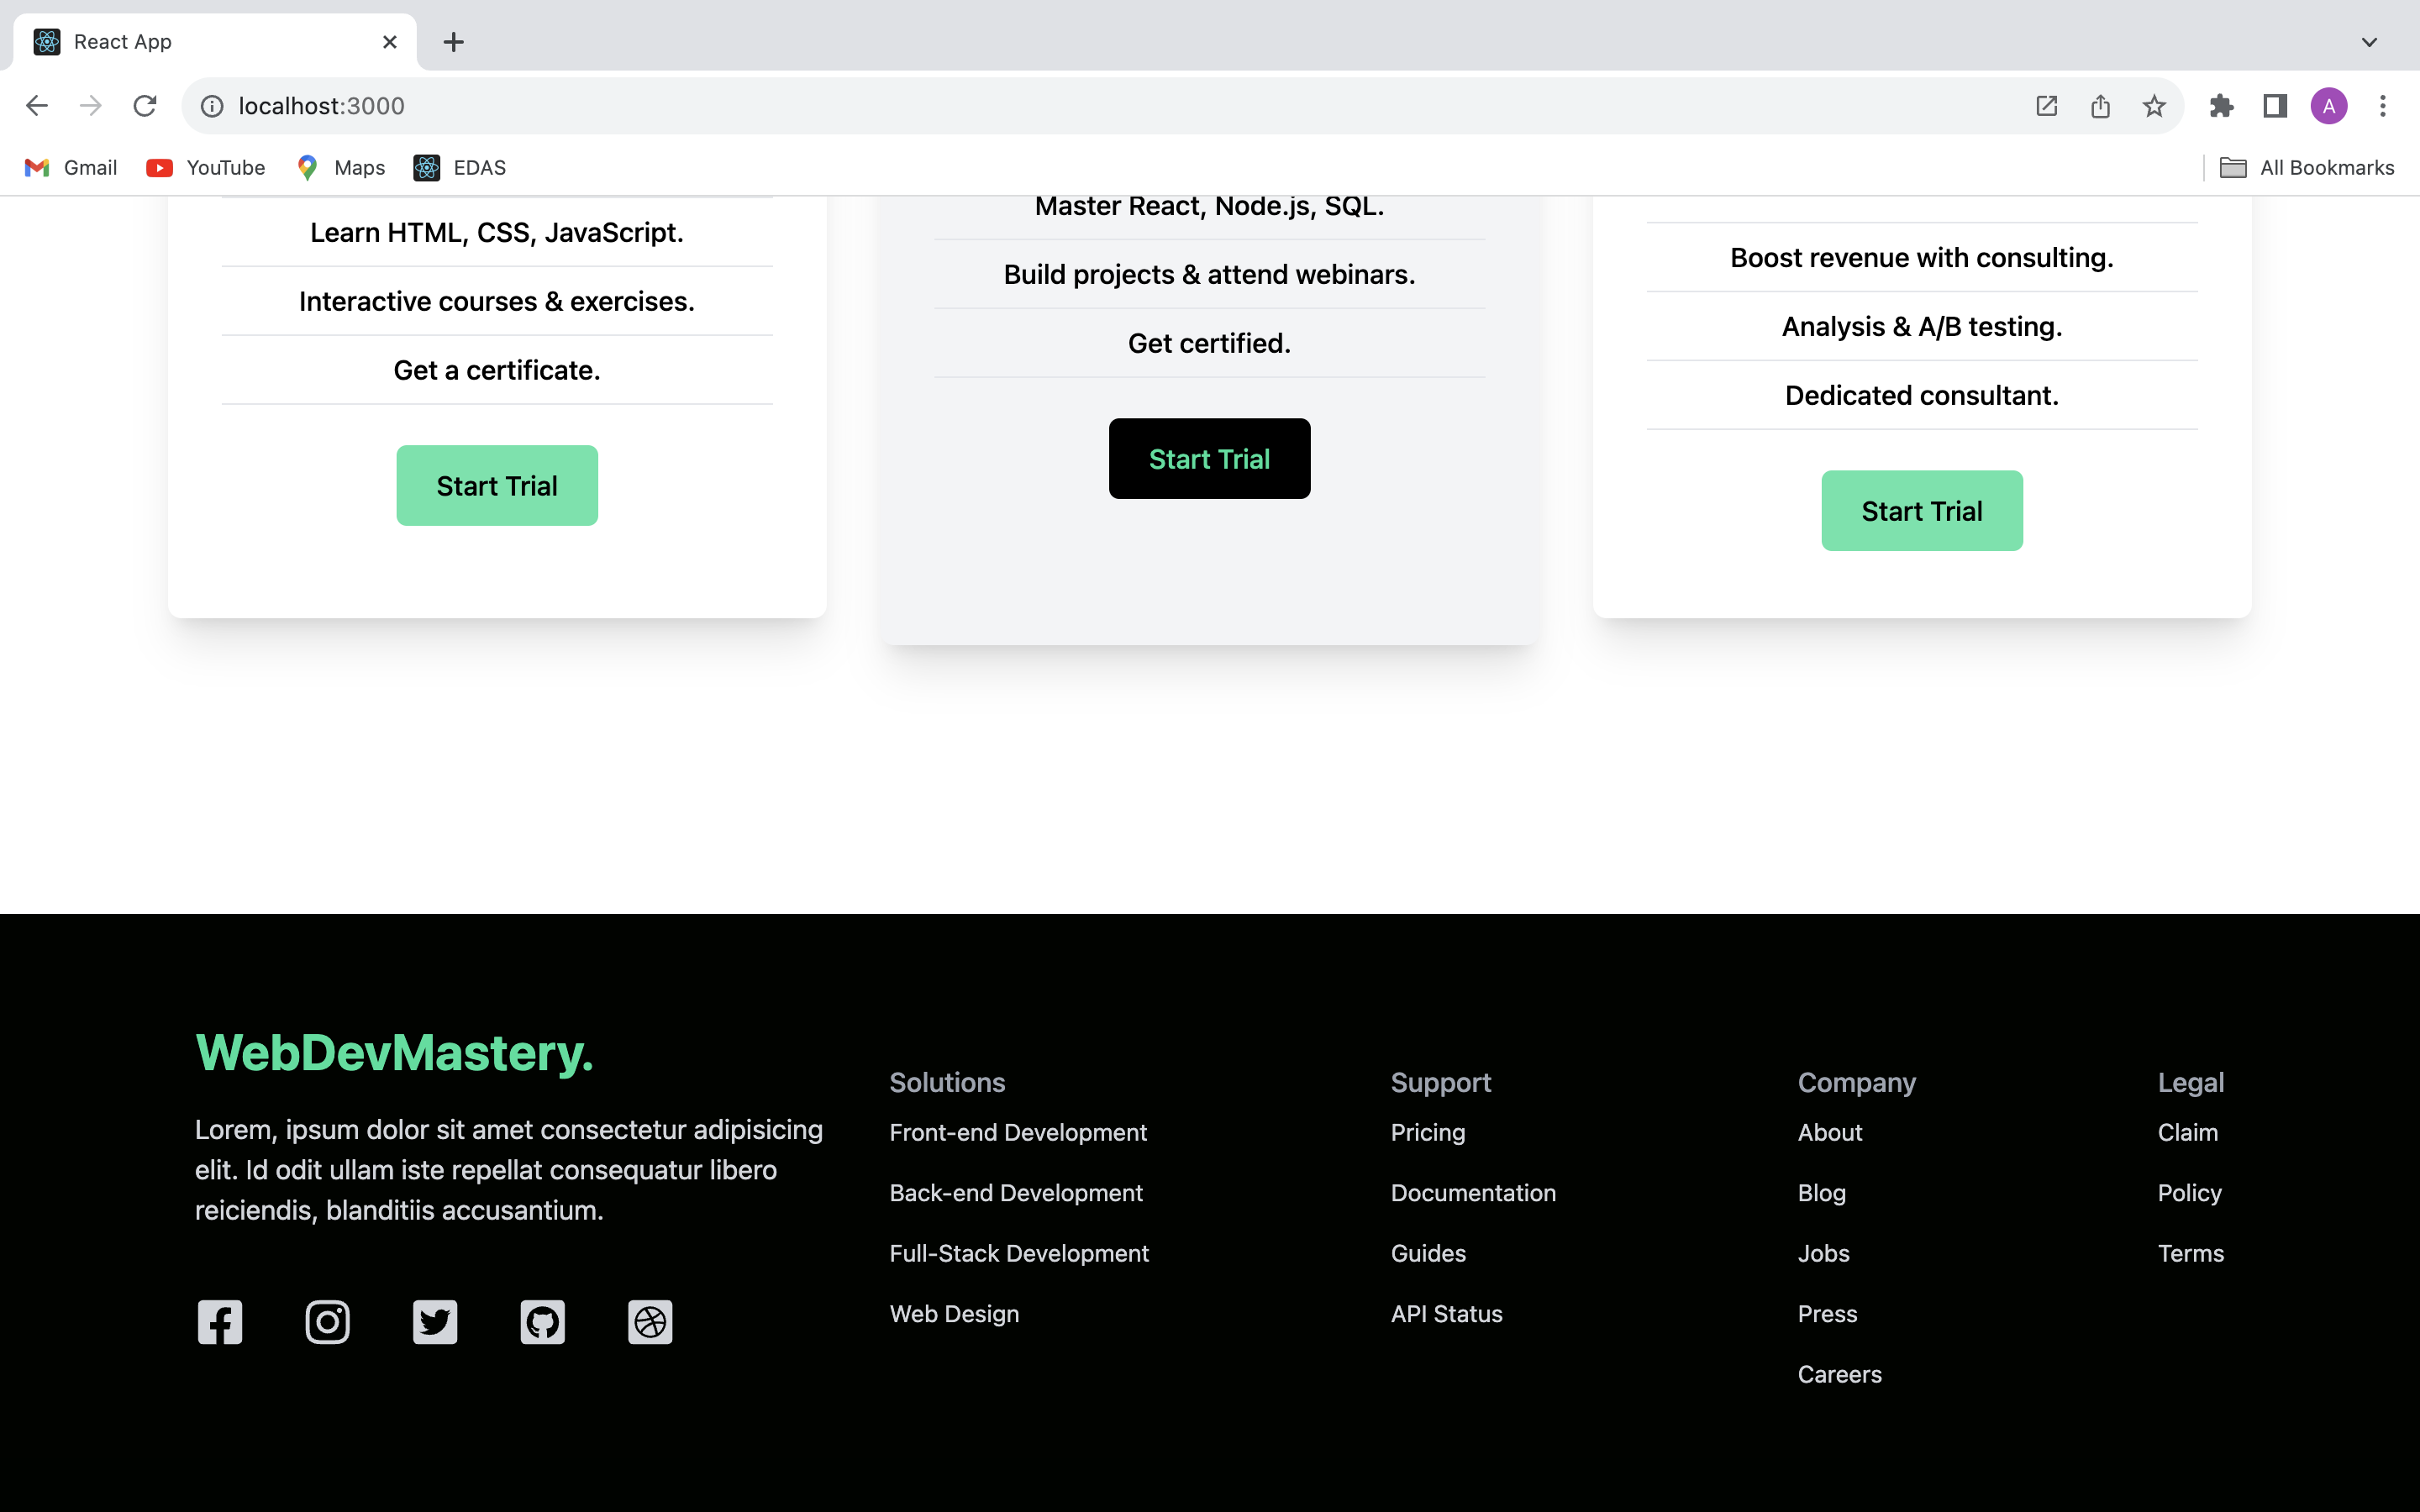 React App
localhost:3000
A
Gmail
YouTube
Maps
EDAS
All Bookmarks
Learn HTML, CSS, JavaScript.
Interactive courses & exercises.
Get a certificate.
Start Trial
Master React, Node.js, SQL.
Build projects & attend webinars.
Get certified.
Start Trial
Boost revenue with consulting.
Analysis & A/B testing.
Dedicated consultant.
Start Trial
WebDevMastery.
Lorem, ipsum dolor sit amet consectetur adipisicing
elit. Id odit ullam iste repellat consequatur libero
reiciendis, blanditiis accusantium.
Solutions
Front-end Development
Back-end Development
Full-Stack Development
Web Design
Support
Pricing
Documentation
Guides
API Status
Company
About
Blog
Jobs
Press
Careers
Legal
Claim
Policy
Terms